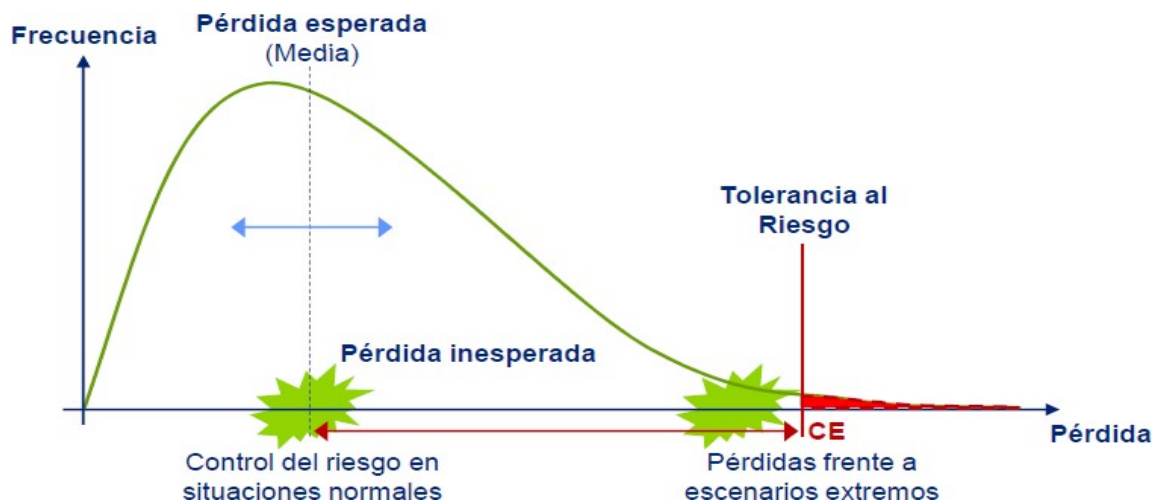 Frecuencia
Pérdida esperada
(Media)
Tolerancia al
Riesgo
Pérdida inesperada
CE
Pérdida
Control del riesgo en
situaciones normales
Pérdidas frente a
escenarios extremos